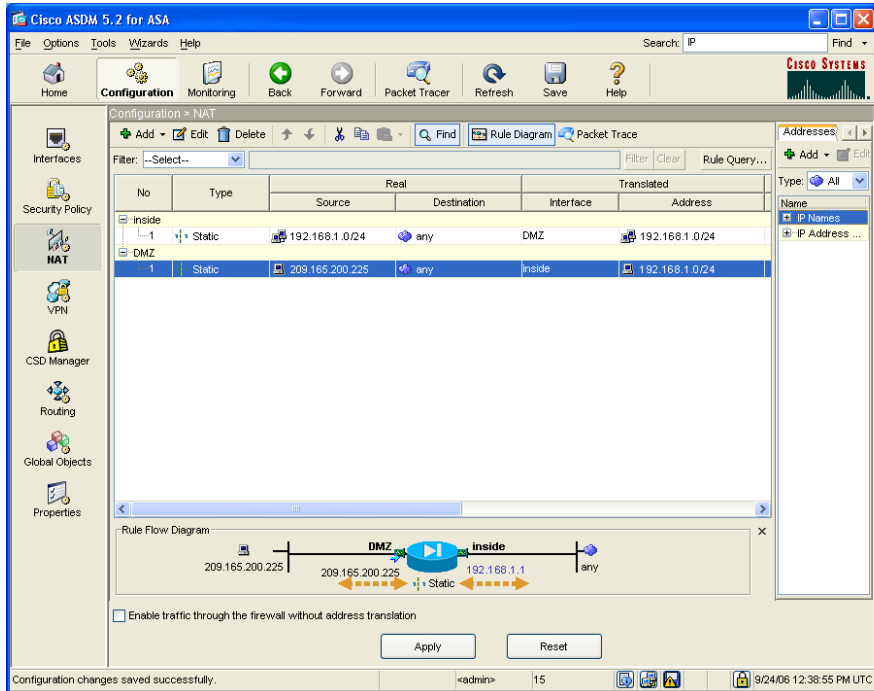 Cisco ASDM 5.2 for ASA
File Options Tools Wizards Help Search: IP Find
Home Configuration Monitoring Back Forward Packet Tracer Refresh Save Help
CISCO SYSTEMS
Configuration > NAT
Add Edit Delete Find Rule Diagram Packet Trace
Filter: --Select-- Filter Clear Rule Query...
Real Translated
No Type Source Destination Interface Address
inside
1 Static 192.168.1.0/24 any DMZ 192.168.1.0/24
DMZ
1 Static 209.165.200.225 any inside 192.168.1.0/24
Interfaces
Security Policy
NAT
VPN
CSD Manager
Routing
Global Objects
Properties
Addresses
Add Edit
Type: All
Name
IP Names
IP Address ...
Rule Flow Diagram
DMZ inside
209.165.200.225 209.165.200.225 192.168.1.1 any
Static
Enable traffic through the firewall without address translation
Apply Reset
Configuration changes saved successfully. <admin> 15 9/24/06 12:38:55 PM UTC